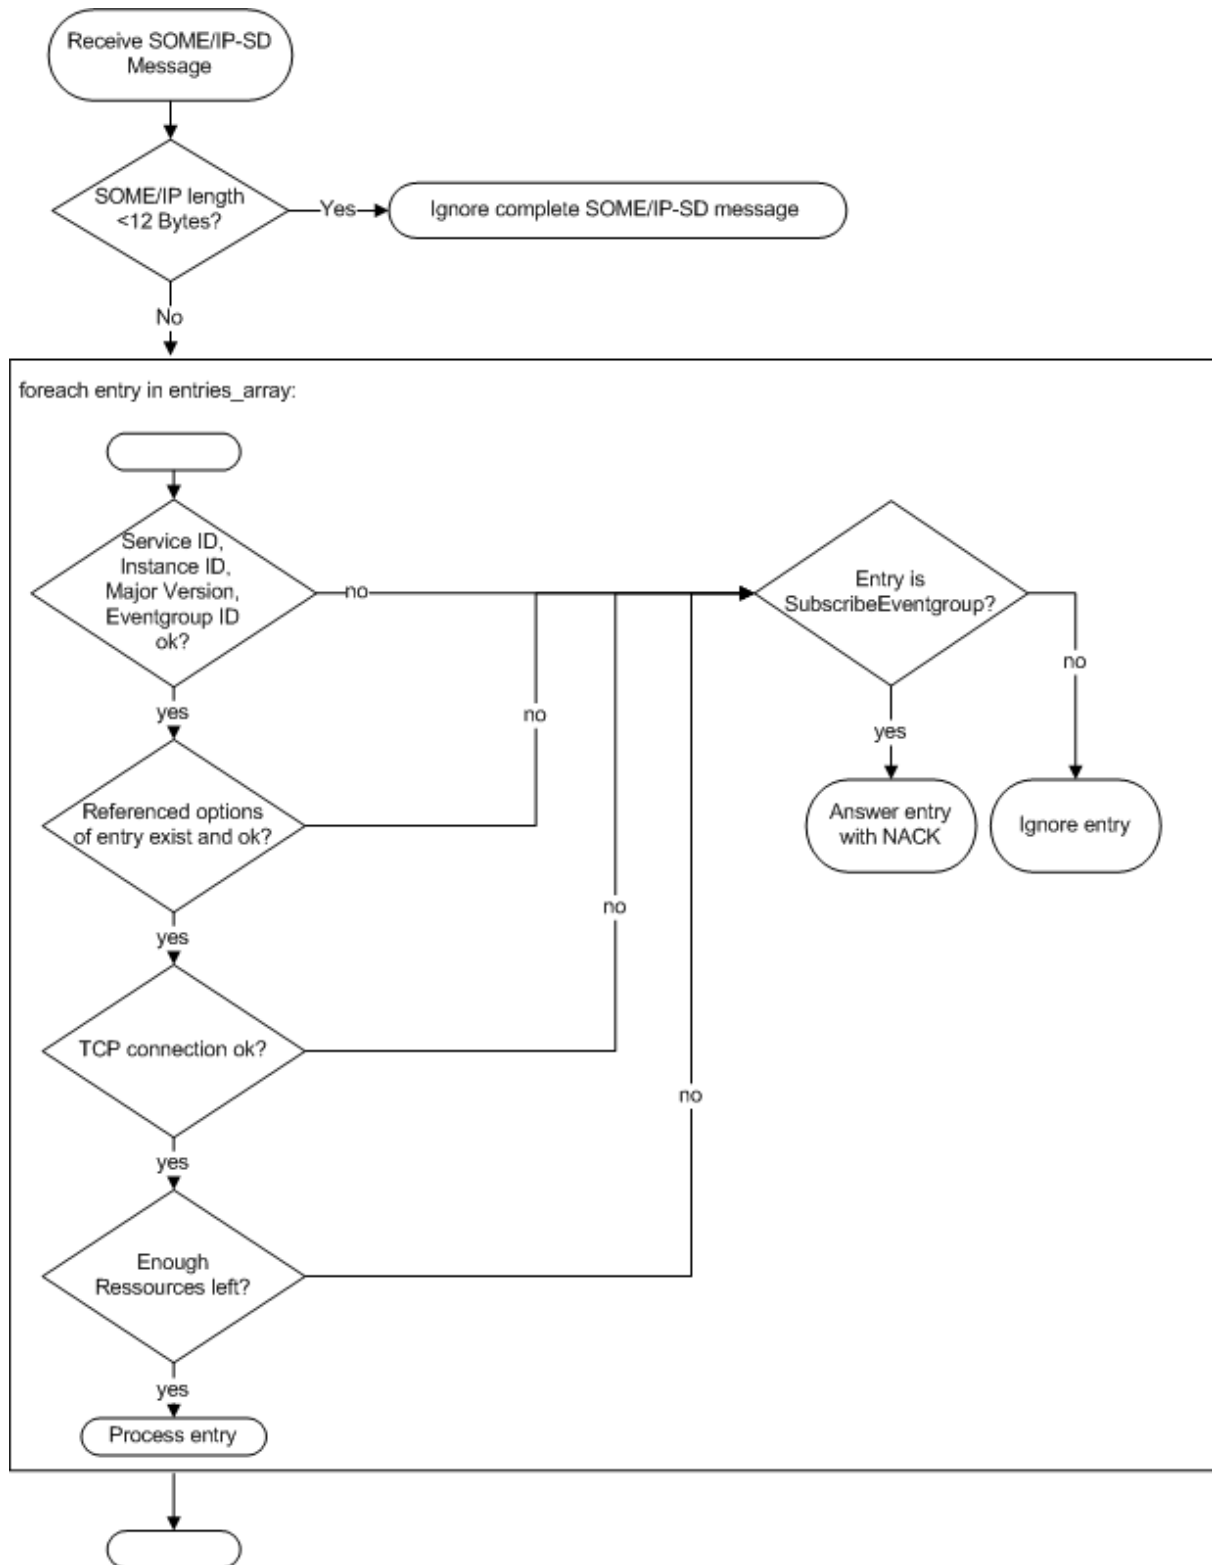 Receive SOME/IP-SD
Message
SOME/IP length
<12 Bytes?
Yes
Ignore complete SOME/IP-SD message
No
foreach entry in entries_array:
Service ID,
Instance ID,
Major Version,
Eventgroup ID
ok?
no
Entry is
SubscribeEventgroup?
no
yes
no
yes
Referenced options
of entry exist and ok?
Answer entry
with NACK
Ignore entry
no
yes
TCP connection ok?
no
yes
Enough
Ressources left?
yes
Process entry